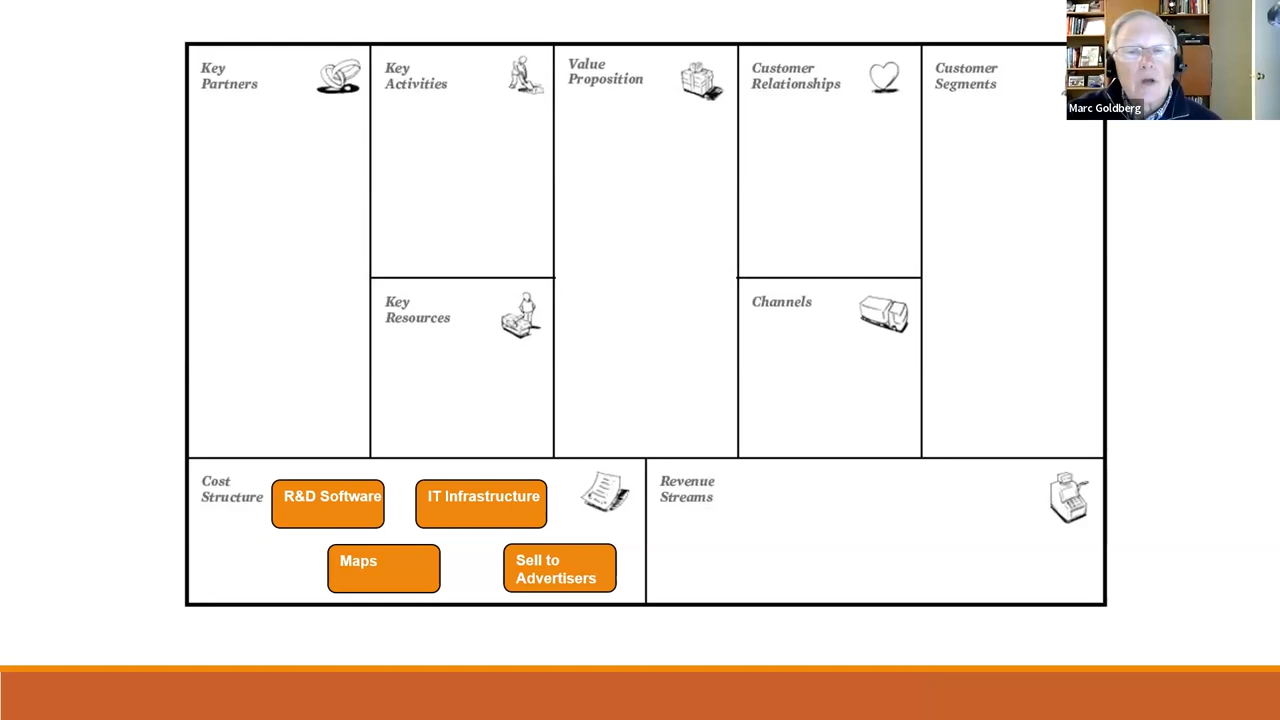 Key
Partners
Key
Activities
Value
Proposition
Customer
Relationships
Customer
Segments
Marc Goldberg
Key
Resources
Channels
Cost
Structure
R&D Software
IT Infrastructure
Maps
Sell to
Advertisers
Revenue
Streams